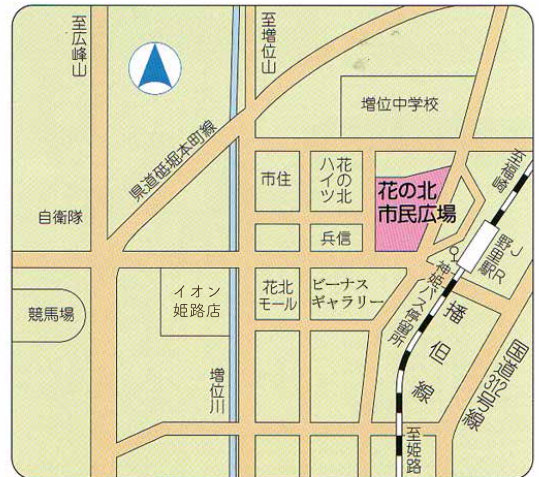 至広峰山
至増位山
増位中学校
県道砥堀本町線
至福崎
市住
花の北
ハイツ
花の北
市民広場
自衛隊
兵信
JR
野里駅
神姫バス停留所
イオン
姫路店
花北
モール
ビーナス
ギャラリー
競馬場
播但線
国道312号線
増位川
至姫路